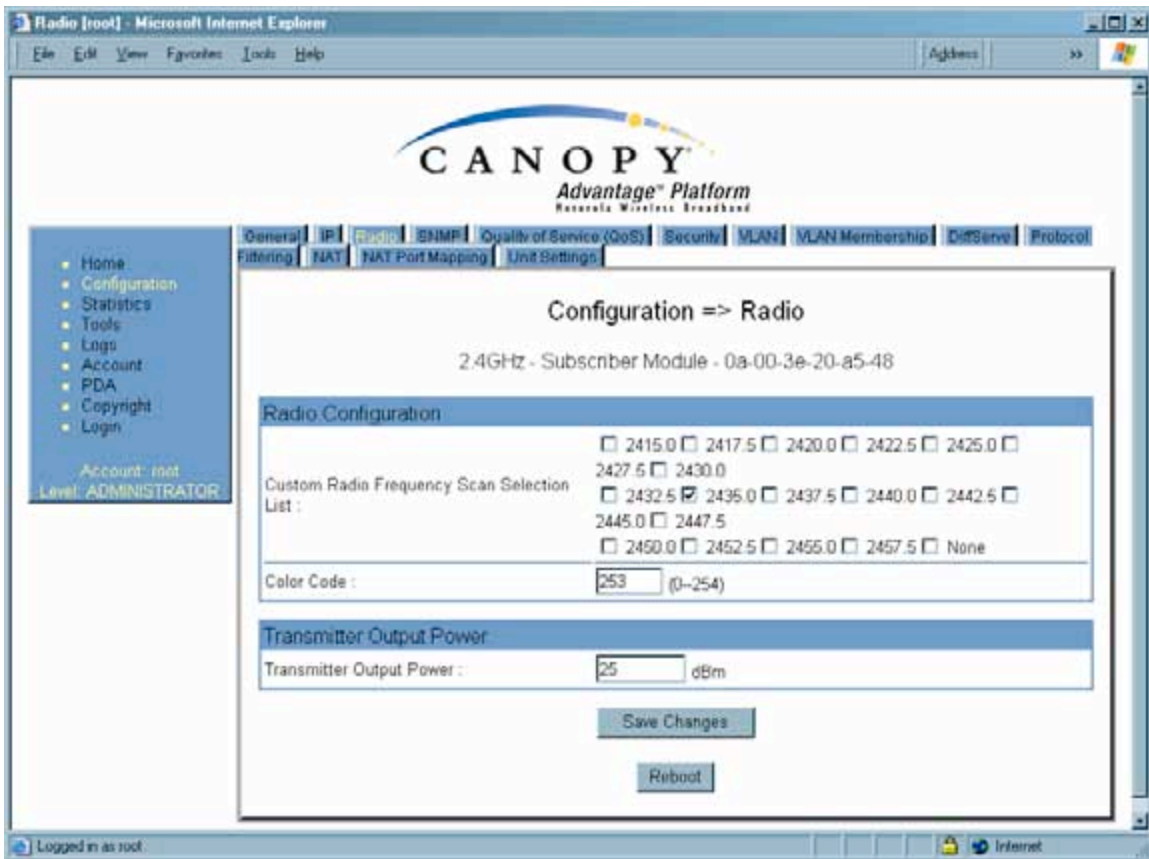 Radio [root] - Microsoft Internet Explorer
File Edit View Favorites Tools Help
Address
»
CANOPY
Advantage™ Platform
Motorola Wireless Broadband
General IP Radio SNMP Quality of Service (QoS) Security VLAN VLAN Membership DiffServe Protocol
Filtering NAT NAT Port Mapping Unit Settings
Home
Configuration
Statistics
Tools
Logs
Account
PDA
Copyright
Login
Account: root
Level: ADMINISTRATOR
Configuration => Radio
2.4GHz - Subscriber Module - 0a-00-3e-20-a5-48
Radio Configuration
Custom Radio Frequency Scan Selection
List :
2415.0 2417.5 2420.0 2422.5 2425.0
2427.5 2430.0
2432.5 2435.0 2437.5 2440.0 2442.5
2445.0 2447.5
2450.0 2452.5 2455.0 2457.5 None
Color Code : 253 (0--254)
Transmitter Output Power
Transmitter Output Power : 25 dBm
Save Changes
Reboot
Logged in as root
Internet